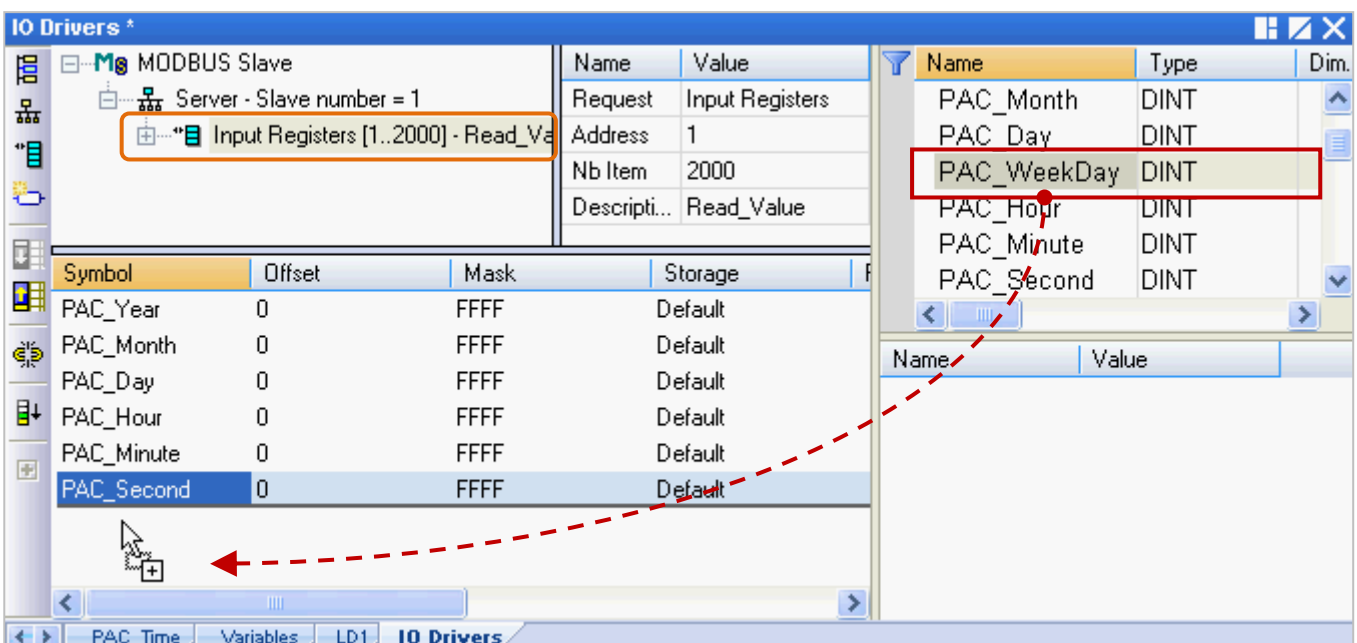 IO Drivers *
MODBUS Slave
Server - Slave number = 1
Input Registers [1..2000] - Read_Va
Name Value
Request Input Registers
Address 1
Nb Item 2000
Descripti... Read_Value
Name Type Dim.
PAC_Month DINT
PAC_Day DINT
PAC_WeekDay DINT
PAC_Hour DINT
PAC_Minute DINT
PAC_Second DINT
Symbol Offset Mask Storage
PAC_Year 0 FFFF Default
PAC_Month 0 FFFF Default
PAC_Day 0 FFFF Default
PAC_Hour 0 FFFF Default
PAC_Minute 0 FFFF Default
PAC_Second 0 FFFF Default
Name Value
PAC_Time Variables LD1 IO Drivers